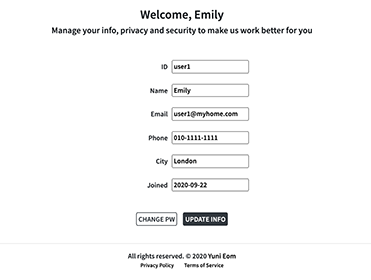 Welcome, Emily
Manage your info, privacy and security to make us work better for you
ID user1
Name Emily
Email user1@myhome.com
Phone 010-1111-1111
City London
Joined 2020-09-22
CHANGE PW UPDATE INFO
All rights reserved. © 2020 Yuni Eom
Privacy Policy Terms of Service